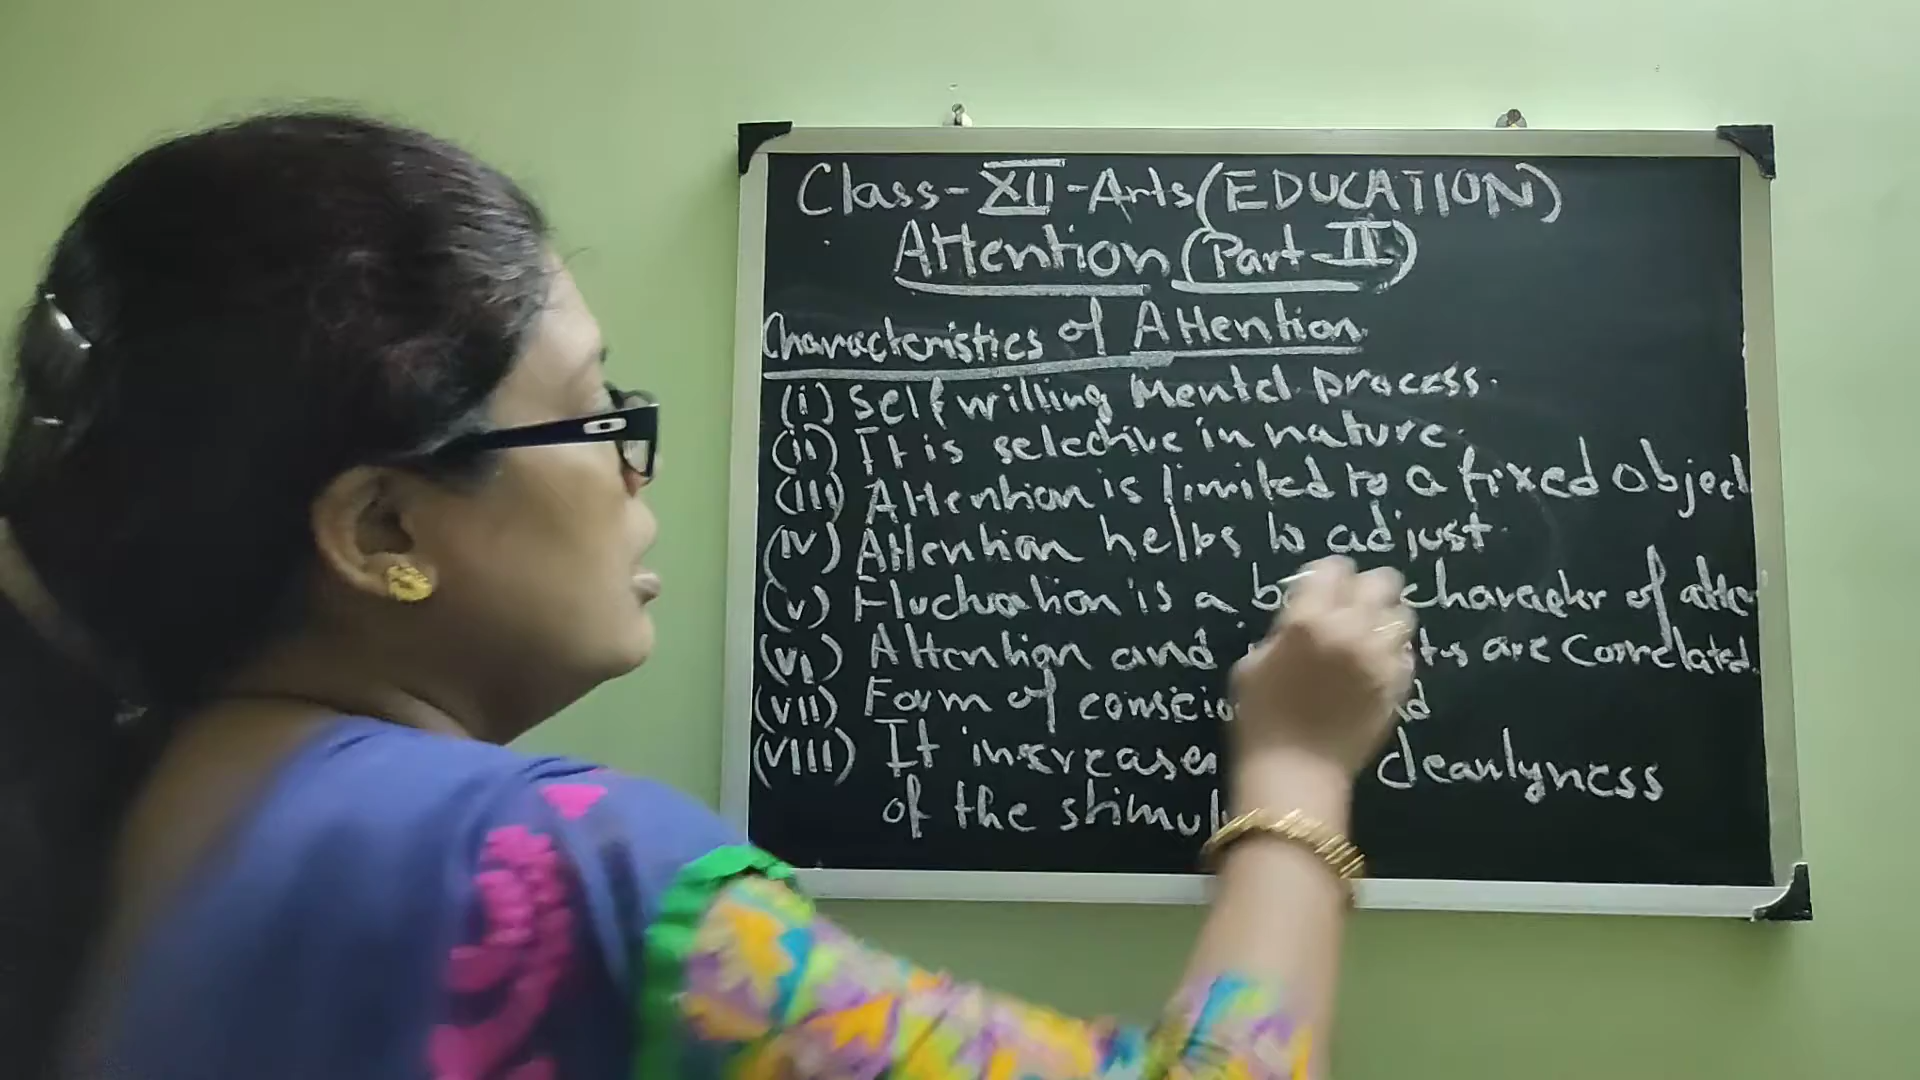 Class-XII-Arts (EDUCATION)
Attention (Part-II)
Characteristics of Attention
(i) Self willing Mental process.
(ii) It is selective in nature.
(iii) Attention is limited to a fixed object
(iv) Attention helps to adjust.
(v) Fluctuation is a character of atte
(vi) Attention and are correlated.
(vii) Form of
(viii) It increases cleanlyness
of the